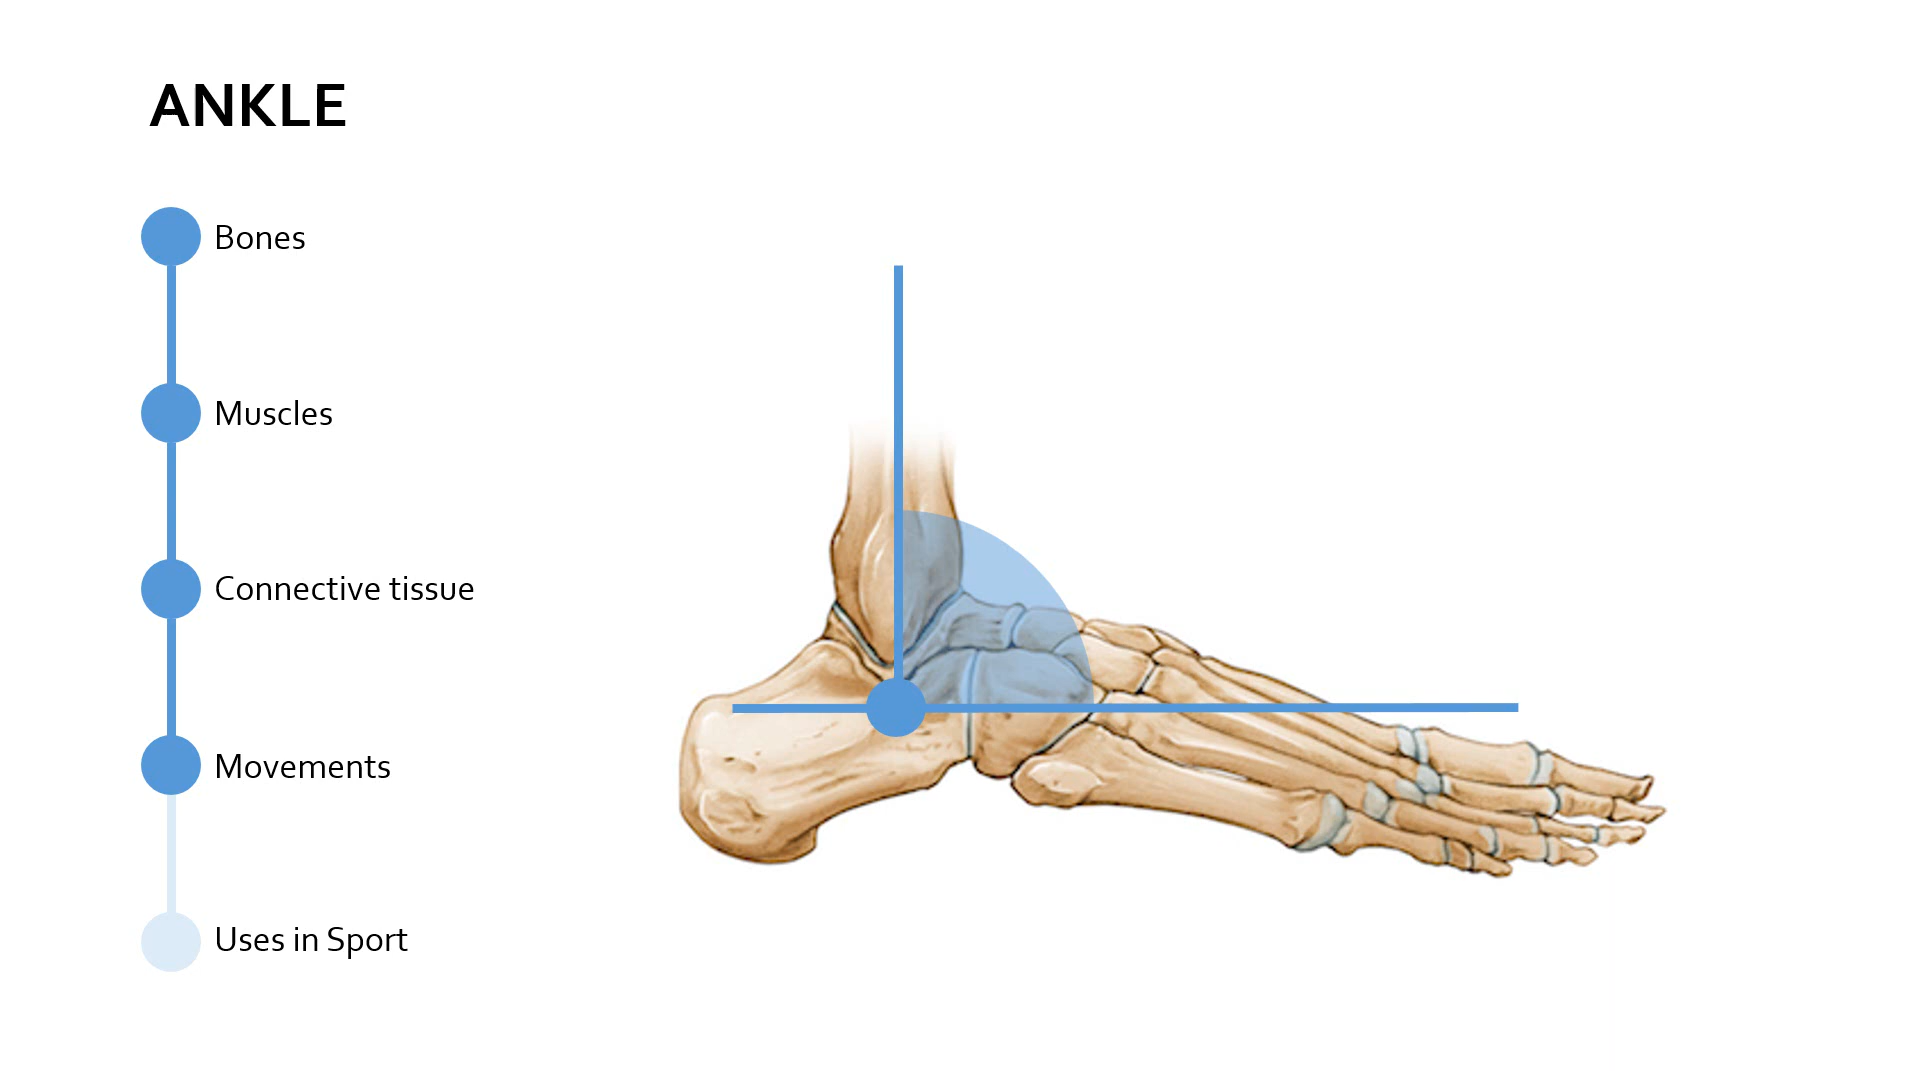 ANKLE
Bones
Muscles
Connective tissue
Movements
Uses in Sport